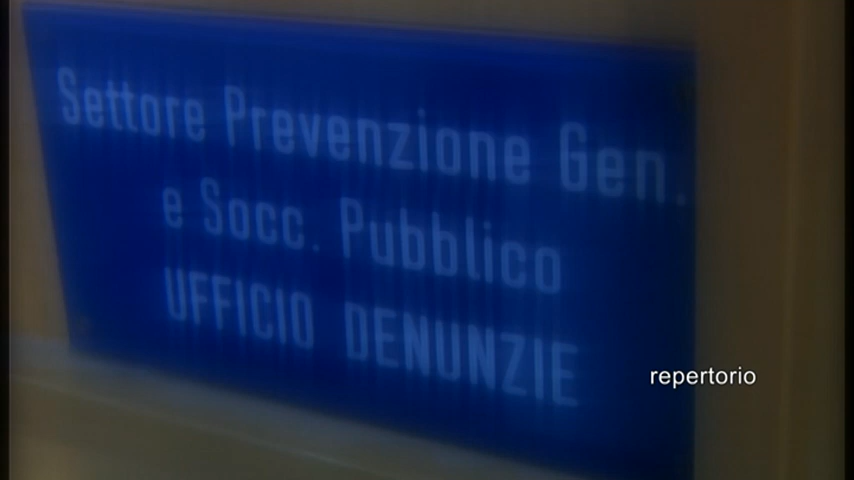 Settore Prevenzione Gen.
e Socc. Pubblico
UFFICIO DENUNZIE
repertorio